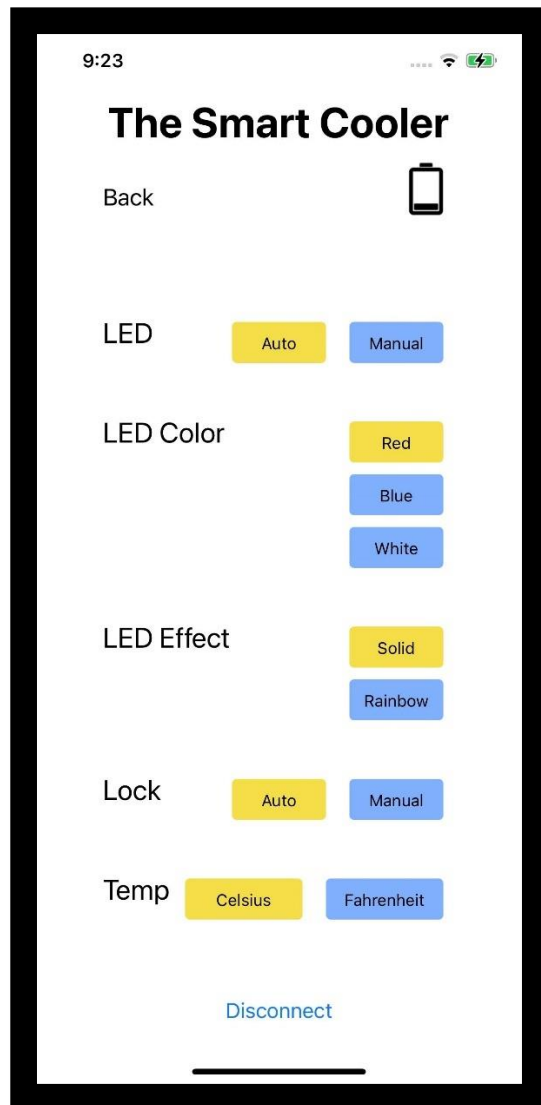 9:23
The Smart Cooler
Back
LED Auto Manual
LED Color Red
Blue
White
LED Effect Solid
Rainbow
Lock Auto Manual
Temp Celsius Fahrenheit
Disconnect